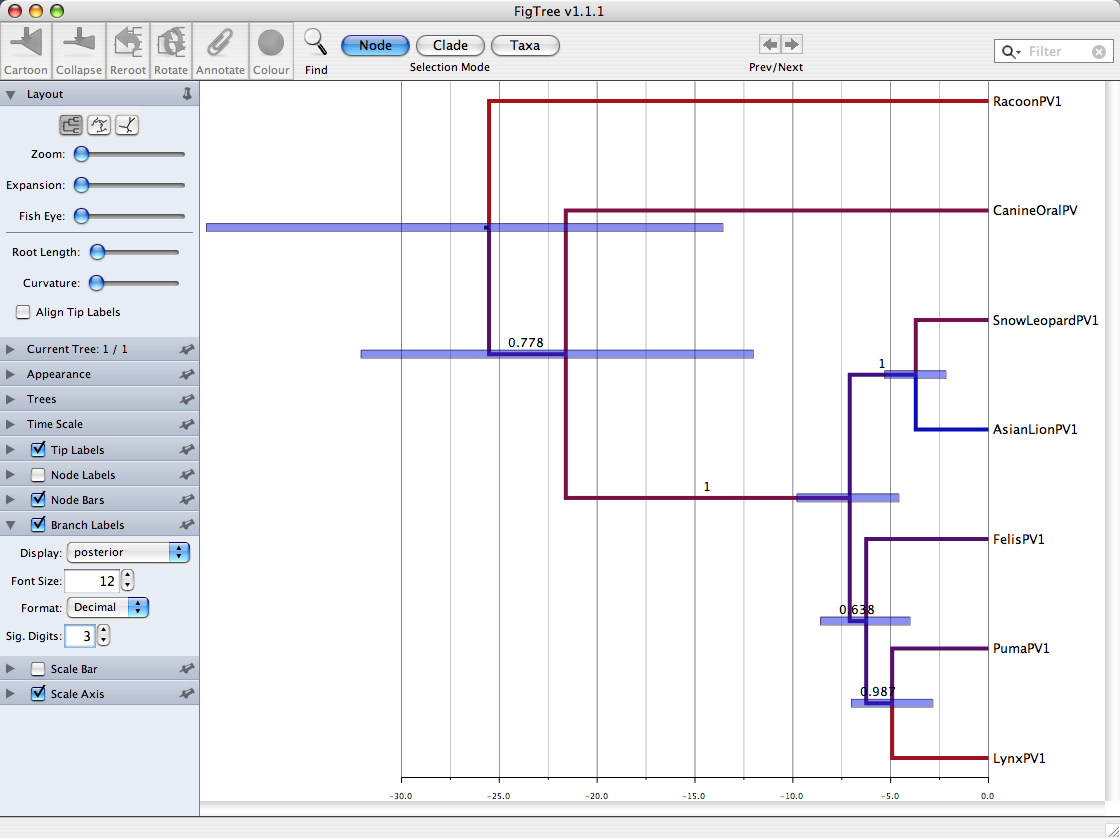 FigTree v1.1.1
Cartoon Collapse Reroot Rotate Annotate Colour Find
Node Clade Taxa
Selection Mode
Prev/Next
Filter
Layout
Zoom:
Expansion:
Fish Eye:
Root Length:
Curvature:
Align Tip Labels
Current Tree: 1 / 1
Appearance
Trees
Time Scale
Tip Labels
Node Labels
Node Bars
Branch Labels
Display: posterior
Font Size: 12
Format: Decimal
Sig. Digits: 3
Scale Bar
Scale Axis
RacoonPV1
CanineOralPV
SnowLeopardPV1
0.778
1
AsianLionPV1
1
FelisPV1
0.638
PumaPV1
0.987
LynxPV1
-30.0 -25.0 -20.0 -15.0 -10.0 -5.0 0.0